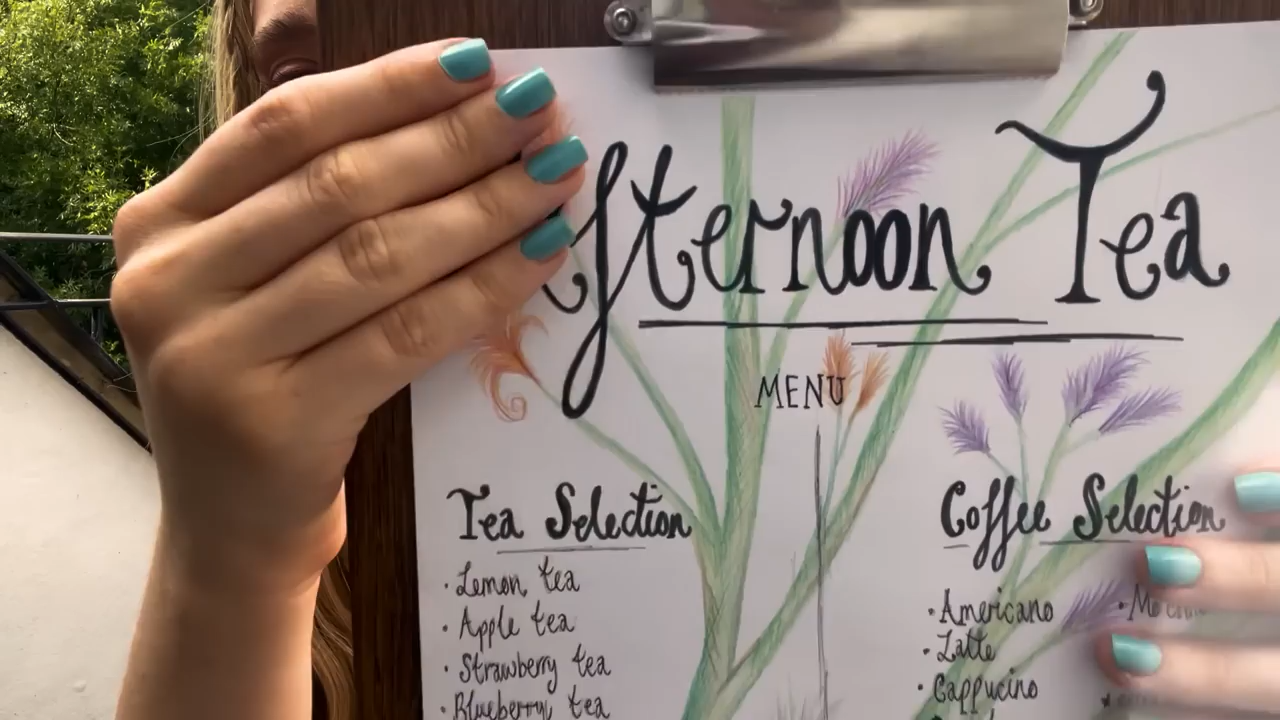 fternoon Tea
MENU
Tea Selection
· Lemon tea
· Apple tea
· Strawberry tea
· Blueberry tea
Coffee Selection
· Americano
· Latte
· Cappucino